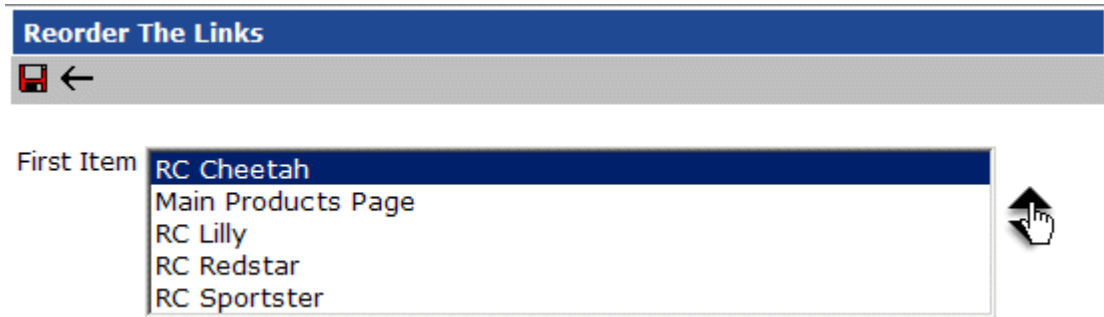 Reorder The Links
First Item
RC Cheetah
Main Products Page
RC Lilly
RC Redstar
RC Sportster